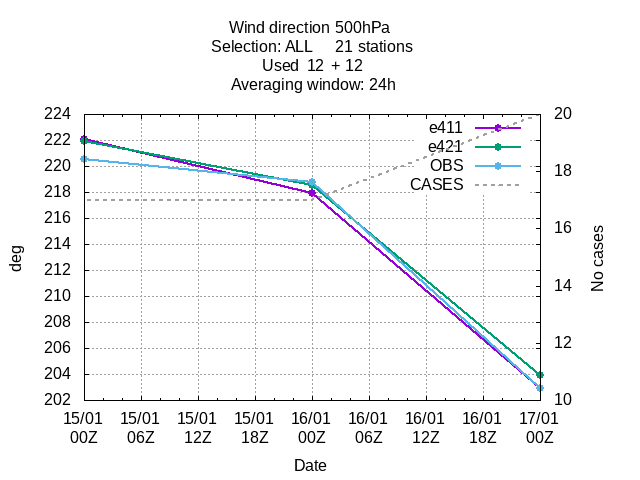 Wind direction 500hPa
Selection: ALL 21 stations
Used 12 + 12
Averaging window: 24h
224
222
220
218
216
214
212
210
208
206
204
202
deg
20
18
16
14
12
10
No cases
e411
e421
OBS
CASES
15/01 15/01 15/01 15/01 16/01 16/01 16/01 16/01 17/01
00Z 06Z 12Z 18Z 00Z 06Z 12Z 18Z 00Z
Date